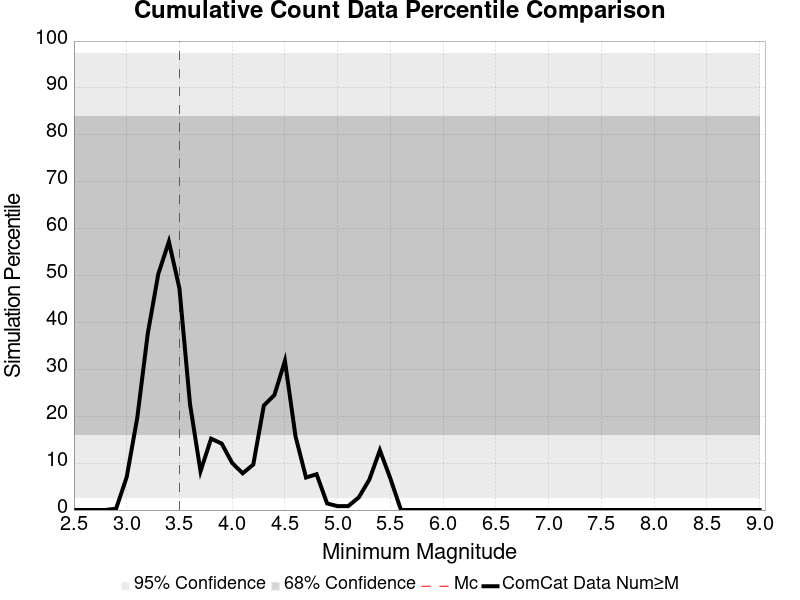 Cumulative Count Data Percentile Comparison
100
90
80
70
60
50
40
30
20
10
0
Simulation Percentile
2.5 3.0 3.5 4.0 4.5 5.0 5.5 6.0 6.5 7.0 7.5 8.0 8.5 9.0
Minimum Magnitude
95% Confidence 68% Confidence Mc ComCat Data Num≥M